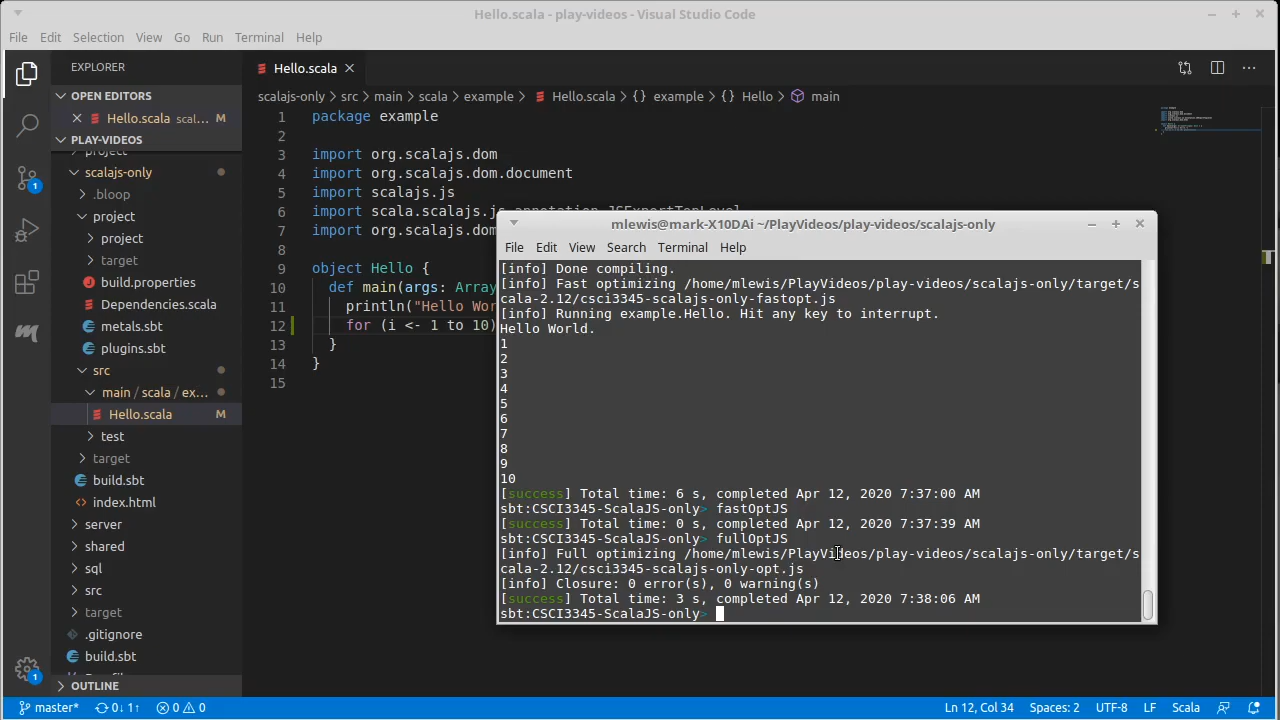 Hello.scala - play-videos - Visual Studio Code
File Edit Selection View Go Run Terminal Help
EXPLORER
OPEN EDITORS
Hello.scala scal... M
PLAY-VIDEOS
project
scalajs-only
.bloop
project
project
target
build.properties
Dependencies.scala
metals.sbt
plugins.sbt
src
main / scala / ex...
Hello.scala M
test
target
build.sbt
index.html
server
shared
sql
src
target
.gitignore
build.sbt
OUTLINE
Hello.scala
scalajs-only > src > main > scala > example > Hello.scala > {} example > {} Hello > main
1 package example
2
3 import org.scalajs.dom
4 import org.scalajs.dom.document
5 import scalajs.js
6 import scala.scalajs.js.annotation.JSExportTopLevel
7 import org.scalajs.dom
8
9 object Hello {
10 def main(args: Array
11 println("Hello Wor
12 for (i <- 1 to 10)
13 }
14 }
15
mlewis@mark-X10DAi ~/PlayVideos/play-videos/scalajs-only
File Edit View Search Terminal Help
[info] Done compiling.
[info] Fast optimizing /home/mlewis/PlayVideos/play-videos/scalajs-only/target/s
cala-2.12/csci3345-scalajs-only-fastopt.js
[info] Running example.Hello. Hit any key to interrupt.
Hello World.
1
2
3
4
5
6
7
8
9
10
[success] Total time: 6 s, completed Apr 12, 2020 7:37:00 AM
sbt:CSCI3345-ScalaJS-only> fastOptJS
[success] Total time: 0 s, completed Apr 12, 2020 7:37:39 AM
sbt:CSCI3345-ScalaJS-only> fullOptJS
[info] Full optimizing /home/mlewis/PlayVideos/play-videos/scalajs-only/target/s
cala-2.12/csci3345-scalajs-only-opt.js
[info] Closure: 0 error(s), 0 warning(s)
[success] Total time: 3 s, completed Apr 12, 2020 7:38:06 AM
sbt:CSCI3345-ScalaJS-only>
master* 0↓ 1↑ 0 0 Ln 12, Col 34 Spaces: 2 UTF-8 LF Scala